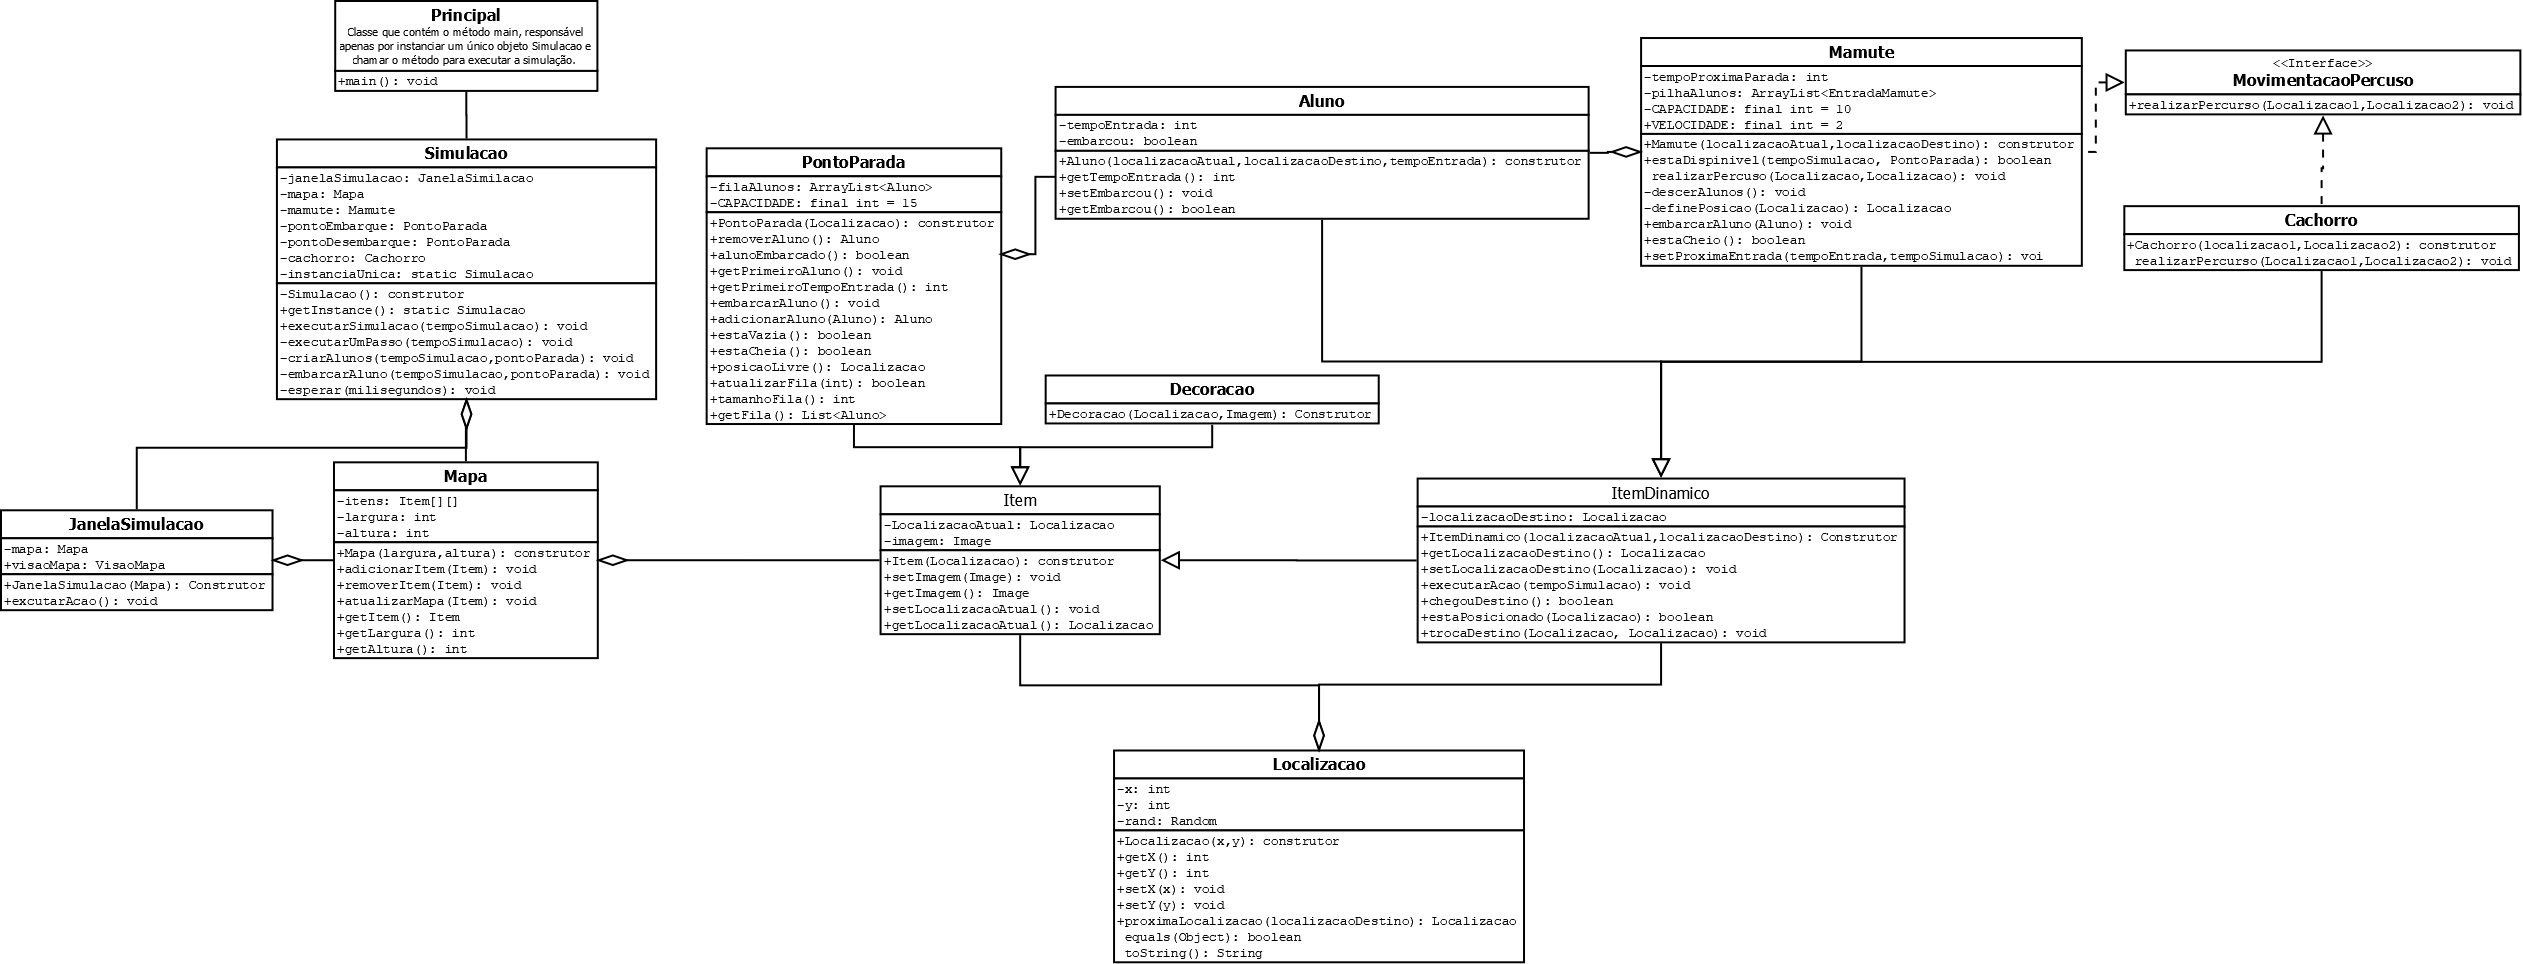 Principal
Classe que contém o método main, responsável
apenas por instanciar um único objeto Simulacao e
chamar o método para executar a simulação.
+main(): void
Simulacao
-janelaSimulacao: JanelaSimilacao
-mapa: Mapa
-mamute: Mamute
-pontoEmbarque: PontoParada
-pontoDesembarque: PontoParada
-cachorro: Cachorro
-instanciaUnica: static Simulacao
-Simulacao(): construtor
+getInstance(): static Simulacao
+executarSimulacao(tempoSimulacao): void
-executarUmPasso(tempoSimulacao): void
-criarAlunos(tempoSimulacao,pontoParada): void
-embarcarAluno(tempoSimulacao,pontoParada): void
-esperar(milisegundos): void
PontoParada
-filaAlunos: ArrayList<Aluno>
-CAPACIDADE: final int = 15
+PontoParada(Localizacao): construtor
+removerAluno(): Aluno
+alunoEmbarcado(): boolean
+getPrimeiroAluno(): void
+getPrimeiroTempoEntrada(): int
+embarcarAluno(): void
+adicionarAluno(Aluno): Aluno
+estaVazia(): boolean
+estaCheia(): boolean
+posicaoLivre(): Localizacao
+atualizarFila(int): boolean
+tamanhoFila(): int
+getFila(): List<Aluno>
Aluno
-tempoEntrada: int
-embarcou: boolean
+Aluno(localizacaoAtual,localizacaoDestino,tempoEntrada): construtor
+getTempoEntrada(): int
+setEmbarcou(): void
+getEmbarcou(): boolean
Mamute
-tempoProximaParada: int
-pilhaAlunos: ArrayList<EntradaMamute>
-CAPACIDADE: final int = 10
+VELOCIDADE: final int = 2
+Mamute(localizacaoAtual,localizacaoDestino): construtor
+estaDispinivel(tempoSimulacao, PontoParada): boolean
realizarPercuso(Localizacao,Localizacao): void
-descerAlunos(): void
-definePosicao(Localizacao): Localizacao
+embarcarAluno(Aluno): void
+estaCheio(): boolean
+setProximaEntrada(tempoEntrada,tempoSimulacao): voi
<<Interface>>
MovimentacaoPercuso
+realizarPercurso(Localizacao1,Localizacao2): void
Cachorro
+Cachorro(localizacao1,Localizacao2): construtor
realizarPercurso(Localizacao1,Localizacao2): void
Decoracao
+Decoracao(Localizacao,Imagem): Construtor
JanelaSimulacao
-mapa: Mapa
+visaoMapa: VisaoMapa
+JanelaSimulacao(Mapa): Construtor
+excutarAcao(): void
Mapa
-itens: Item[][]
-largura: int
-altura: int
+Mapa(largura,altura): construtor
+adicionarItem(Item): void
+removerItem(Item): void
+atualizarMapa(Item): void
+getItem(): Item
+getLargura(): int
+getAltura(): int
Item
-LocalizacaoAtual: Localizacao
-imagem: Image
+Item(Localizacao): construtor
+setImagem(Image): void
+getImagem(): Image
+setLocalizacaoAtual(): void
+getLocalizacaoAtual(): Localizacao
ItemDinamico
-localizacaoDestino: Localizacao
+ItemDinamico(localizacaoAtual,localizacaoDestino): Construtor
+getLocalizacaoDestino(): Localizacao
+setLocalizacaoDestino(Localizacao): void
+executarAcao(tempoSimulacao): void
+chegouDestino(): boolean
+estaPosicionado(Localizacao): boolean
+trocaDestino(Localizacao, Localizacao): void
Localizacao
-x: int
-y: int
-rand: Random
+Localizacao(x,y): construtor
+getX(): int
+getY(): int
+setX(x): void
+setY(y): void
+proximaLocalizacao(localizacaoDestino): Localizacao
equals(Object): boolean
toString(): String